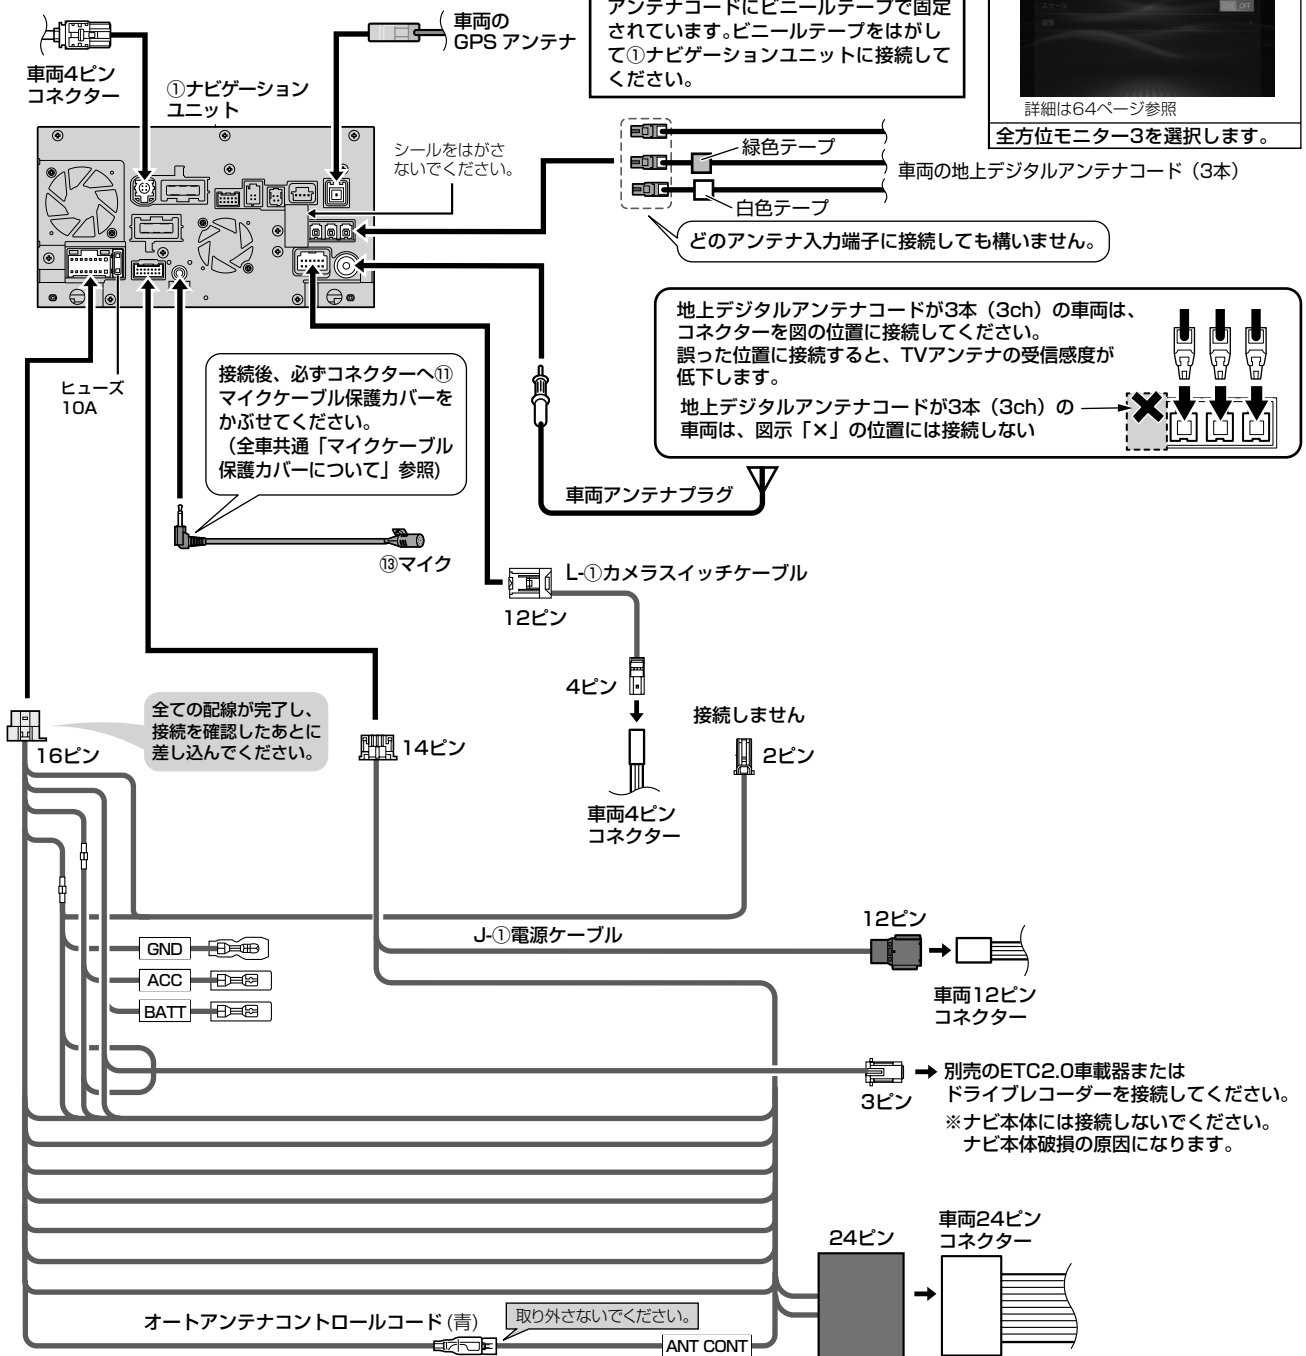 アンテナコードにビニールテープで固定
されています。ビニールテープをはがし
て①ナビゲーションユニットに接続して
ください。
スケール
ON OFF
調整
詳細は64ページ参照
全方位モニター3を選択します。
車両の
GPS アンテナ
車両4ピン
コネクター
①ナビゲーション
ユニット
シールをはがさ
ないでください。
緑色テープ
車両の地上デジタルアンテナコード（3本）
白色テープ
どのアンテナ入力端子に接続しても構いません。
地上デジタルアンテナコードが3本（3ch）の車両は、
コネクターを図の位置に接続してください。
誤った位置に接続すると、TVアンテナの受信感度が
低下します。
地上デジタルアンテナコードが3本（3ch）の
車両は、図示「×」の位置には接続しない
ヒューズ
10A
接続後、必ずコネクターへ⑪
マイクケーブル保護カバーを
かぶせてください。
（全車共通「マイクケーブル
保護カバーについて」参照)
車両アンテナプラグ
⑬マイク
L-①カメラスイッチケーブル
12ピン
4ピン
接続しません
全ての配線が完了し、
接続を確認したあとに
差し込んでください。
16ピン
14ピン
2ピン
車両4ピン
コネクター
12ピン
J-①電源ケーブル
GND
ACC
BATT
車両12ピン
コネクター
別売のETC2.0車載器または
ドライブレコーダーを接続してください。
3ピン
※ナビ本体には接続しないでください。
ナビ本体破損の原因になります。
24ピン
車両24ピン
コネクター
オートアンテナコントロールコード (青)
取り外さないでください。
ANT CONT